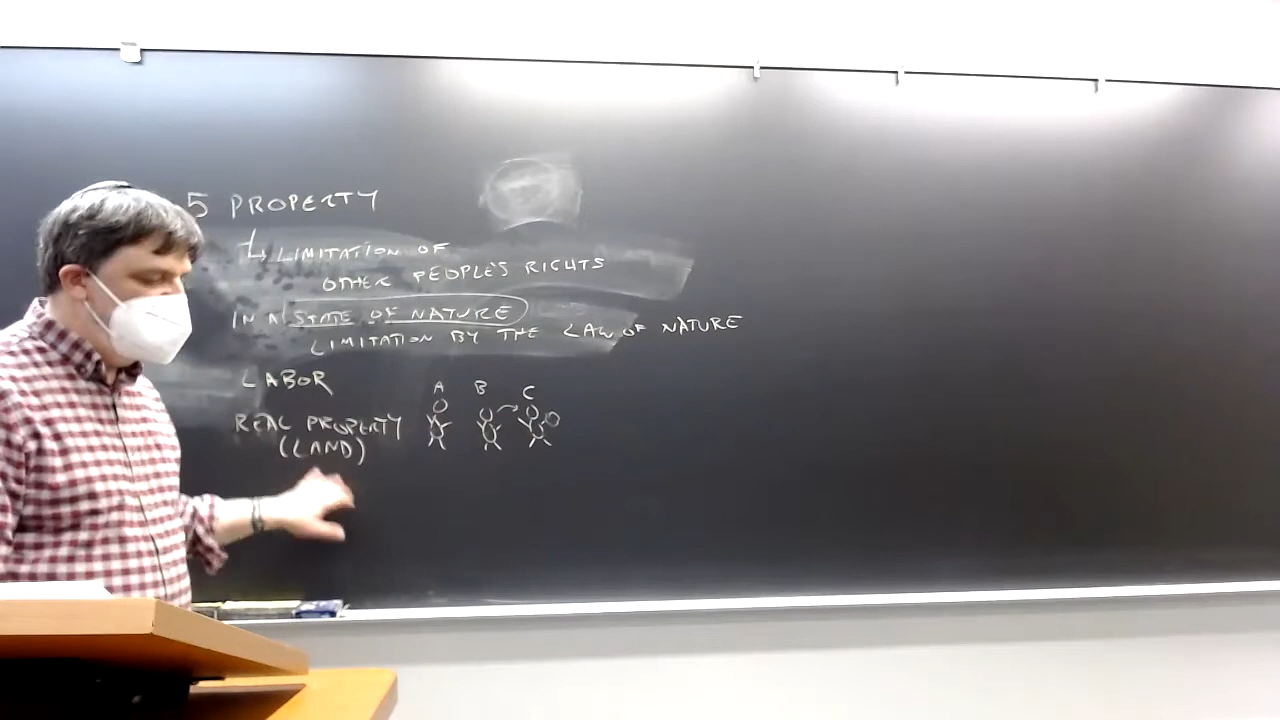 5 PROPERTY
↳ LIMITATION OF
OTHER PEOPLE'S RIGHTS
IN A STATE OF NATURE
LIMITATION BY THE LAW OF NATURE
LABOR
A B C
REAL PROPERTY
(LAND)